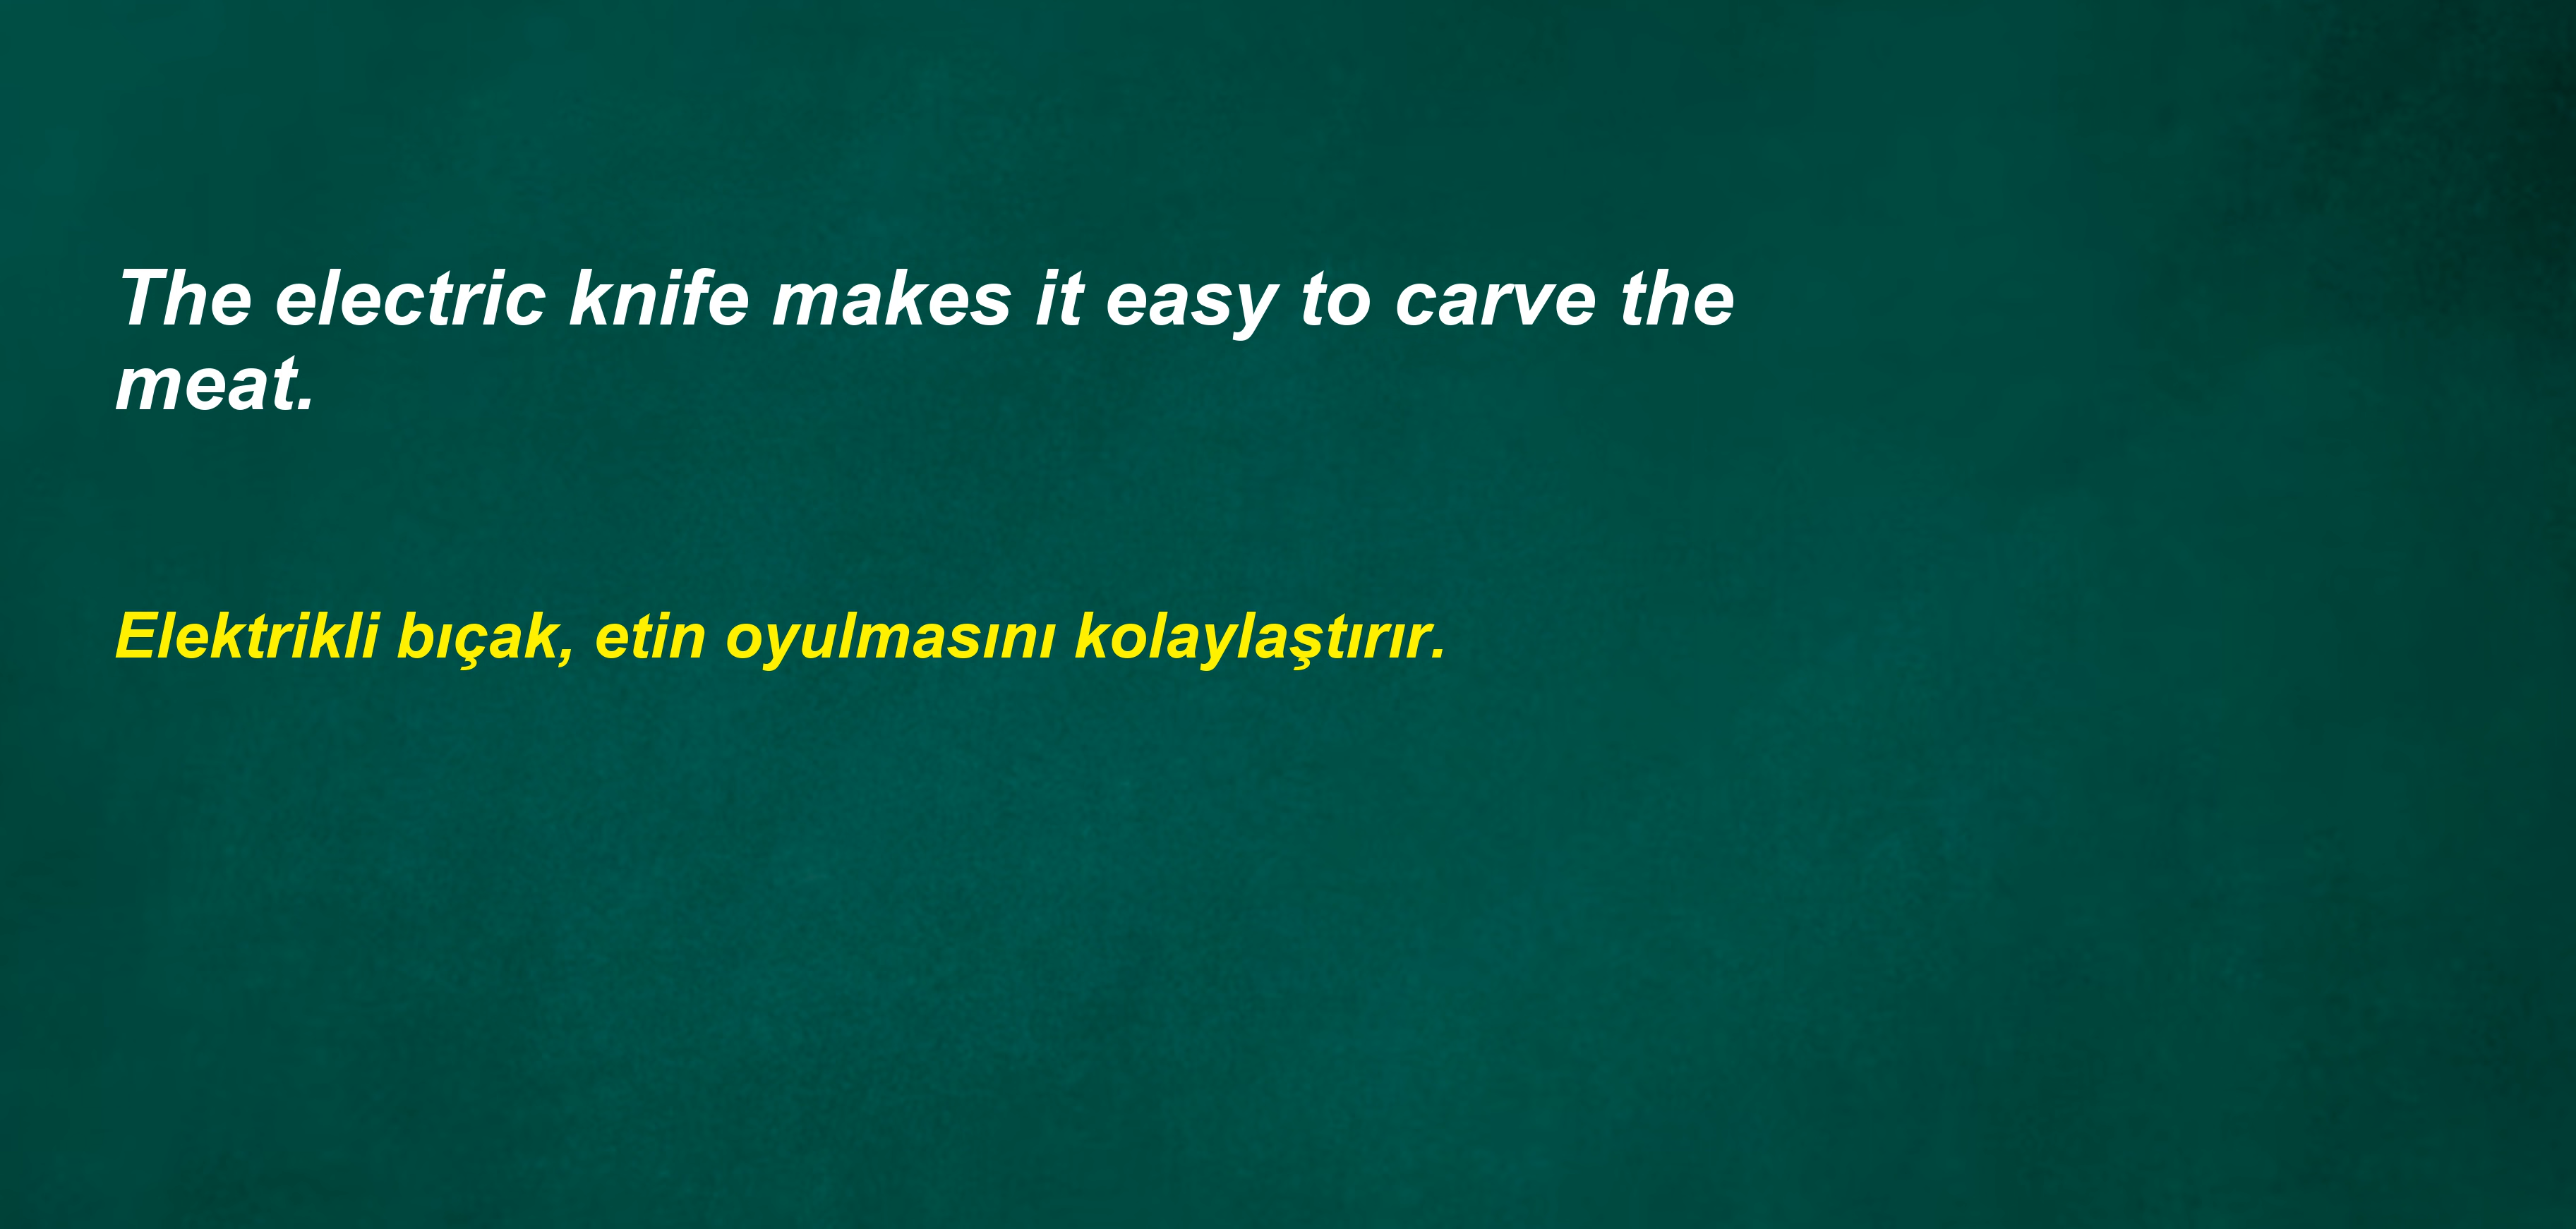 The electric knife makes it easy to carve the
meat.
Elektrikli bıçak, etin oyulmasını kolaylaştırır.